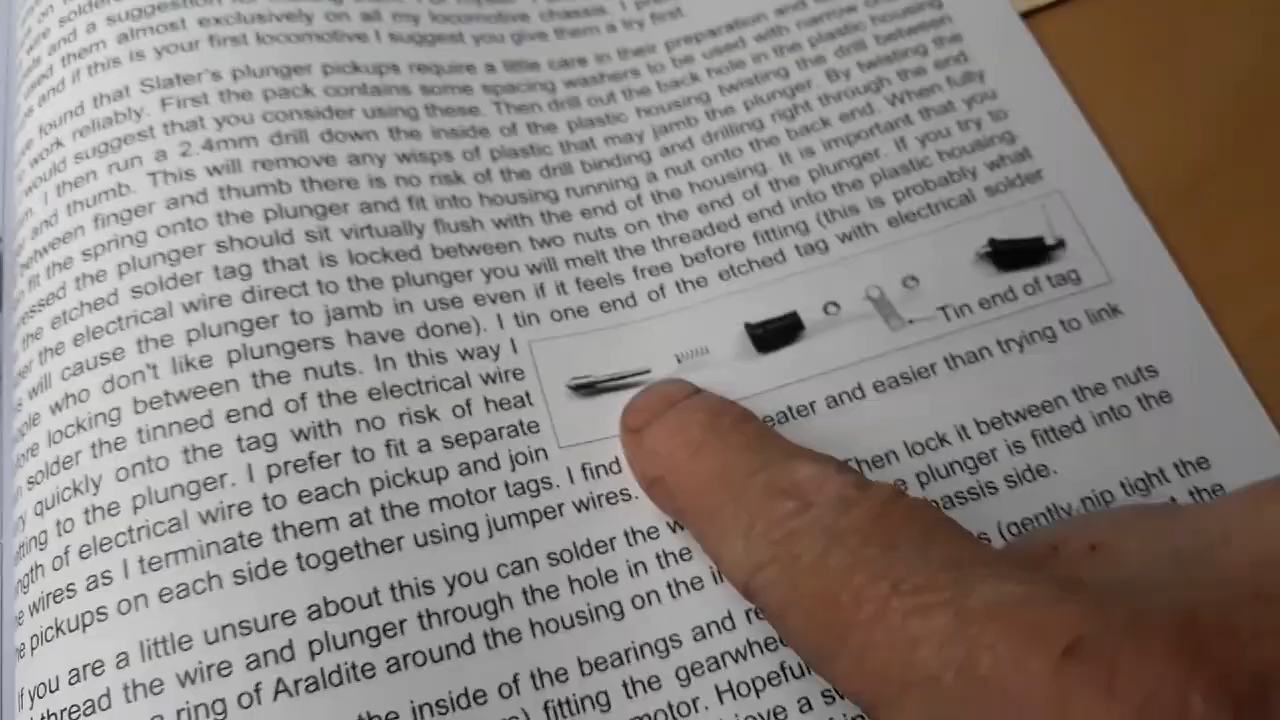 solder
and a suggestion
used them almost exclusively on all my locomotive chassis. I
and if this is your first locomotive I suggest you give them a try first.
found that Slater's plunger pickups require a little care in their preparation and
work reliably. First the pack contains some spacing washers to be used with narrow
would suggest that you consider using these. Then drill out the back hole in the plastic housing
I then run a 2.4mm drill down the inside of the plastic housing twisting the drill between
and thumb. This will remove any wisps of plastic that may jamb the plunger. By twisting the
between finger and thumb there is no risk of the drill binding and drilling right through the end
fit the spring onto the plunger and fit into housing running a nut onto the back end. When fully
essed the plunger should sit virtually flush with the end of the housing. It is important that you
the etched solder tag that is locked between two nuts on the end of the plunger. If you try to
the electrical wire direct to the plunger you will melt the threaded end into the plastic housing.
will cause the plunger to jamb in use even if it feels free before fitting (this is probably what
ple who don't like plungers have done). I tin one end of the etched tag with electrical solder
ore locking between the nuts. In this way I
solder the tinned end of the electrical wire
quickly onto the tag with no risk of heat
tting to the plunger. I prefer to fit a separate
ngth of electrical wire to each pickup and join
wires as I terminate them at the motor tags. I find
eater and easier than trying to link
pickups on each side together using jumper wires.
Tin end of tag
If you are a little unsure about this you can solder the w
Then lock it between the nuts
thread the wire and plunger through the hole in the
e plunger is fitted into the
ring of Araldite around the housing on the in
hassis side.
the inside of the bearings and re
s (gently nip tight the
fitting the gearwhee
the
motor. Hopeful